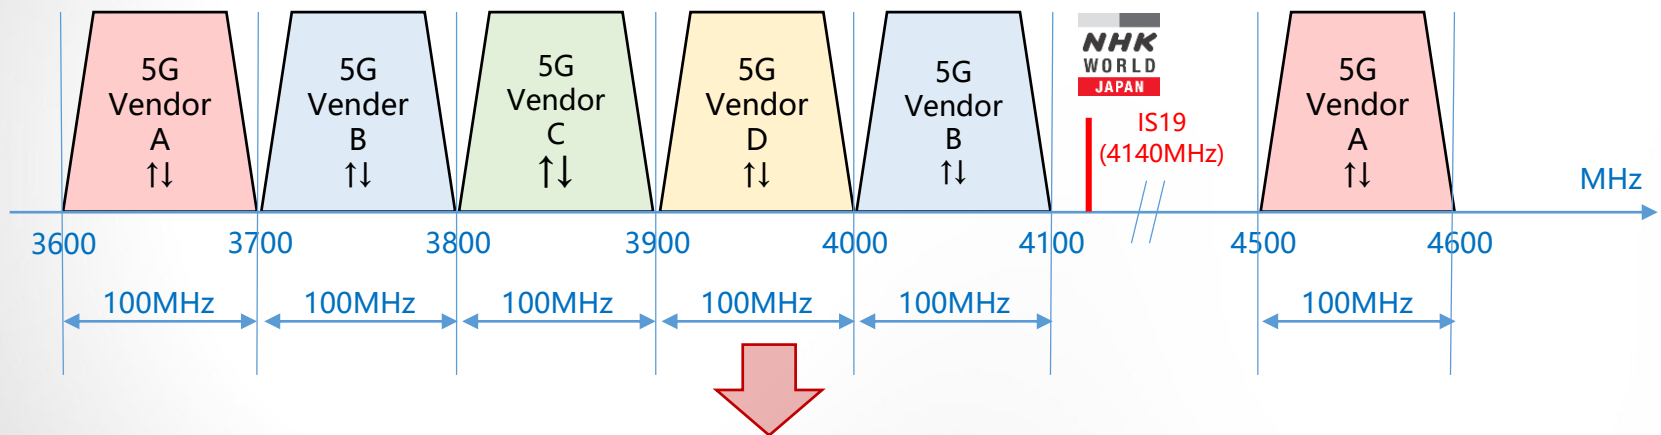 5G
Vendor
A
↑↓
5G
Vender
B
↑↓
5G
Vendor
C
↑↓
5G
Vendor
D
↑↓
5G
Vendor
B
↑↓
NHK
WORLD
JAPAN
IS19
(4140MHz)
5G
Vendor
A
↑↓
MHz
3600
3700
3800
3900
4000
4100
4500
4600
100MHz
100MHz
100MHz
100MHz
100MHz
100MHz